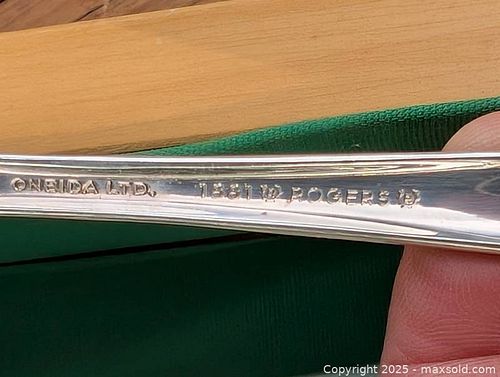 ONEIDA LTD. 1881 ® ROGERS ®
Copyright © 2025 - maxsold.com